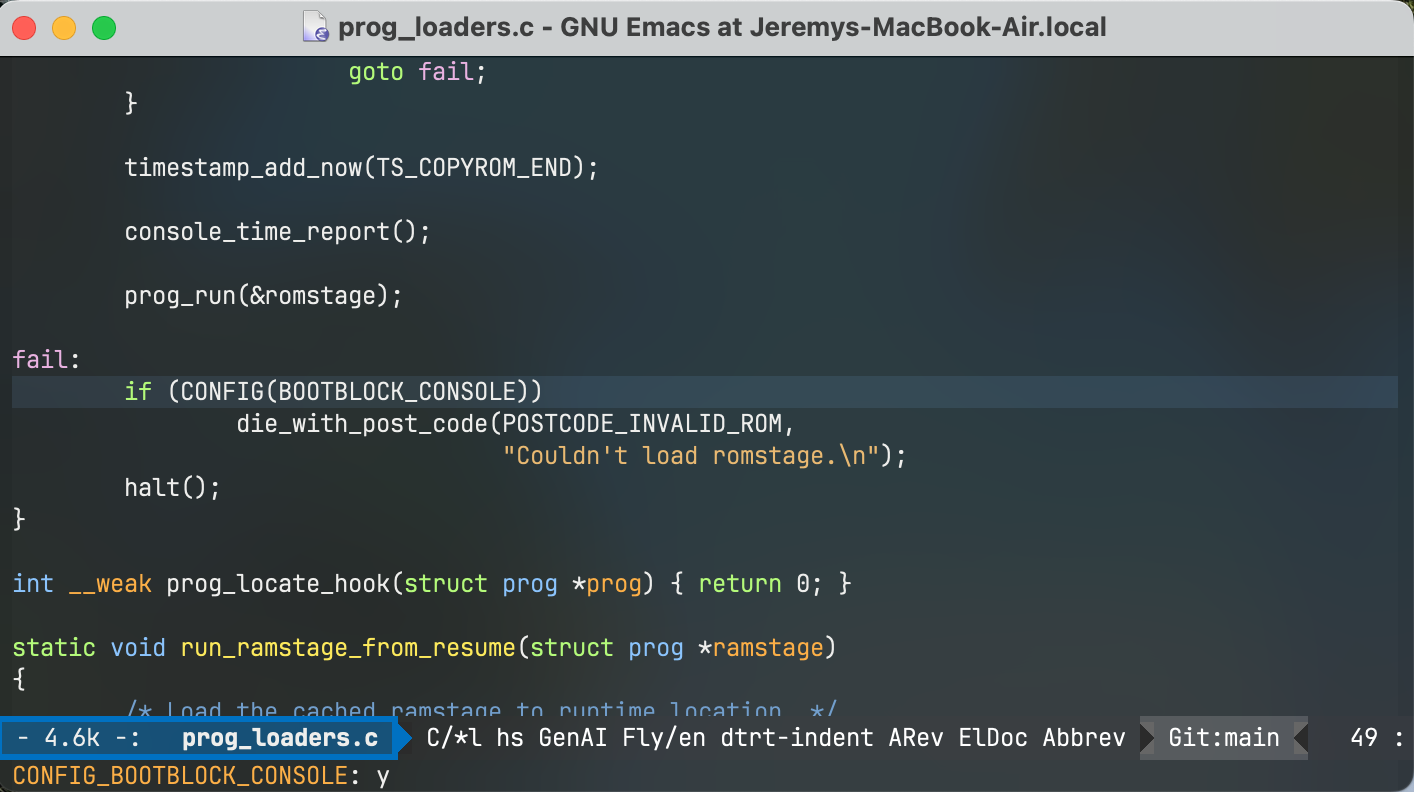 prog_loaders.c - GNU Emacs at Jeremys-MacBook-Air.local
goto fail;
}
timestamp_add_now(TS_COPYROM_END);
console_time_report();
prog_run(&romstage);
fail:
if (CONFIG(BOOTBLOCK_CONSOLE))
die_with_post_code(POSTCODE_INVALID_ROM,
"Couldn't load romstage.\n");
halt();
}
int __weak prog_locate_hook(struct prog *prog) { return 0; }
static void run_ramstage_from_resume(struct prog *ramstage)
{
/* Load the cached ramstage to runtime location. */
- 4.6k -: prog_loaders.c C/*l hs GenAI Fly/en dtrt-indent ARev ElDoc Abbrev Git:main 49 :
CONFIG_BOOTBLOCK_CONSOLE: y